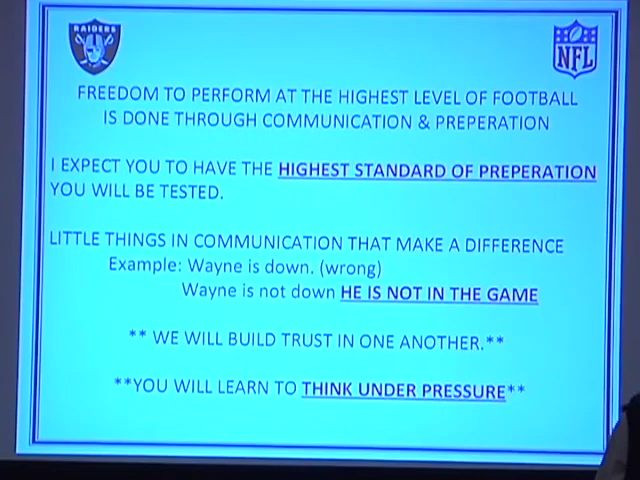 RAIDERS
NFL
FREEDOM TO PERFORM AT THE HIGHEST LEVEL OF FOOTBALL
IS DONE THROUGH COMMUNICATION & PREPERATION
I EXPECT YOU TO HAVE THE HIGHEST STANDARD OF PREPERATION
YOU WILL BE TESTED.
LITTLE THINGS IN COMMUNICATION THAT MAKE A DIFFERENCE
Example: Wayne is down. (wrong)
Wayne is not down HE IS NOT IN THE GAME
** WE WILL BUILD TRUST IN ONE ANOTHER.**
**YOU WILL LEARN TO THINK UNDER PRESSURE**